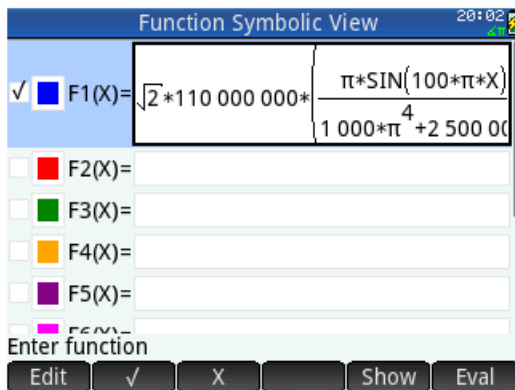 Function Symbolic View 20:02
∡π
√ F1(X)= √2*110 000 000*( π*SIN(100*π*X) / 1 000*π^4+2 500 00
F2(X)=
F3(X)=
F4(X)=
F5(X)=
Enter function
Edit √ X Show Eval